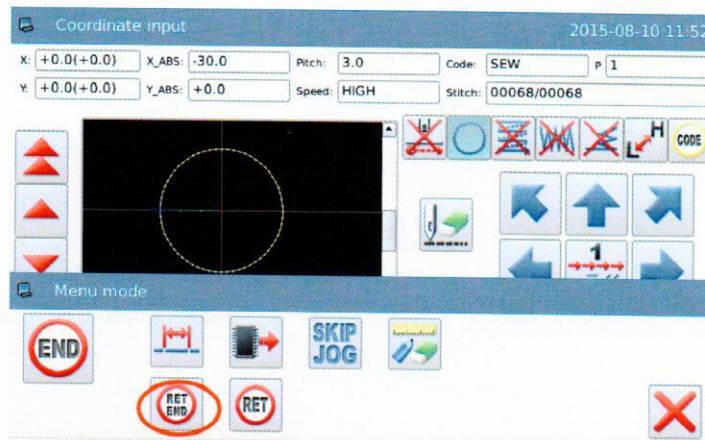 Coordinate input 2015-08-10 11:52
X: +0.0(+0.0) X_ABS: -30.0 Pitch: 3.0 Code: SEW P 1
Y: +0.0(+0.0) Y_ABS: +0.0 Speed: HIGH Stitch: 00068/00068
L H CODE
1
Menu mode
END
SKIP
JOG
RET
END
RET